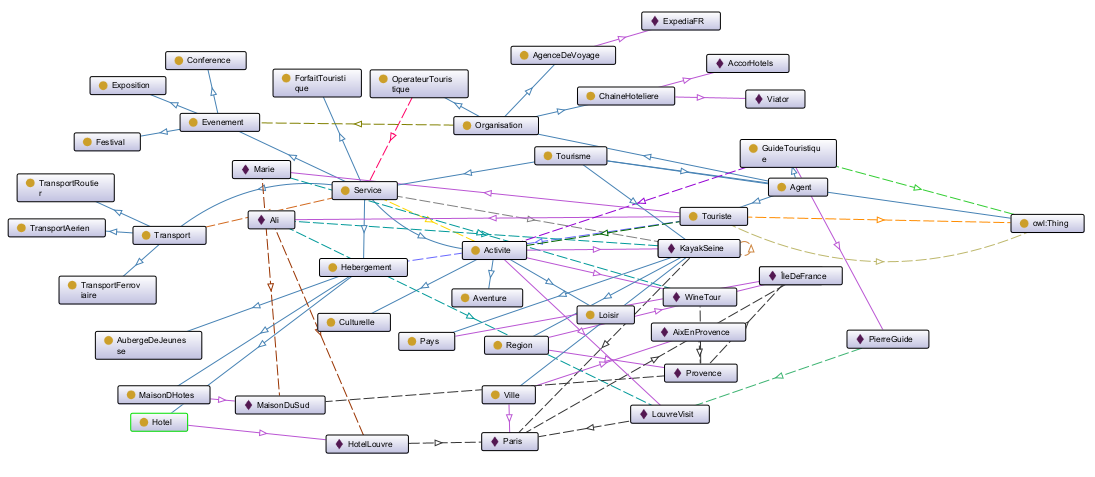 ExpediaFR
AgenceDeVoyage
Conference
AccorHotels
Exposition
ForfaitTouristi
que
OperateurTouris
tique
ChaineHoteliere
Viator
Evenement
Organisation
Festival
Tourisme
GuideTouristiqu
e
Marie
TransportRoutie
r
Service
Agent
Ali
Touriste
TransportAerien
Transport
owl:Thing
Activite
KayakSeine
Hebergement
ÎleDeFrance
TransportFerrov
iaire
Aventure
WineTour
Culturelle
Loisir
AixEnProvence
AubergeDeJeunes
se
Pays
Region
PierreGuide
Provence
MaisonDHotes
Ville
MaisonDuSud
LouvreVisit
Hotel
HotelLouvre
Paris